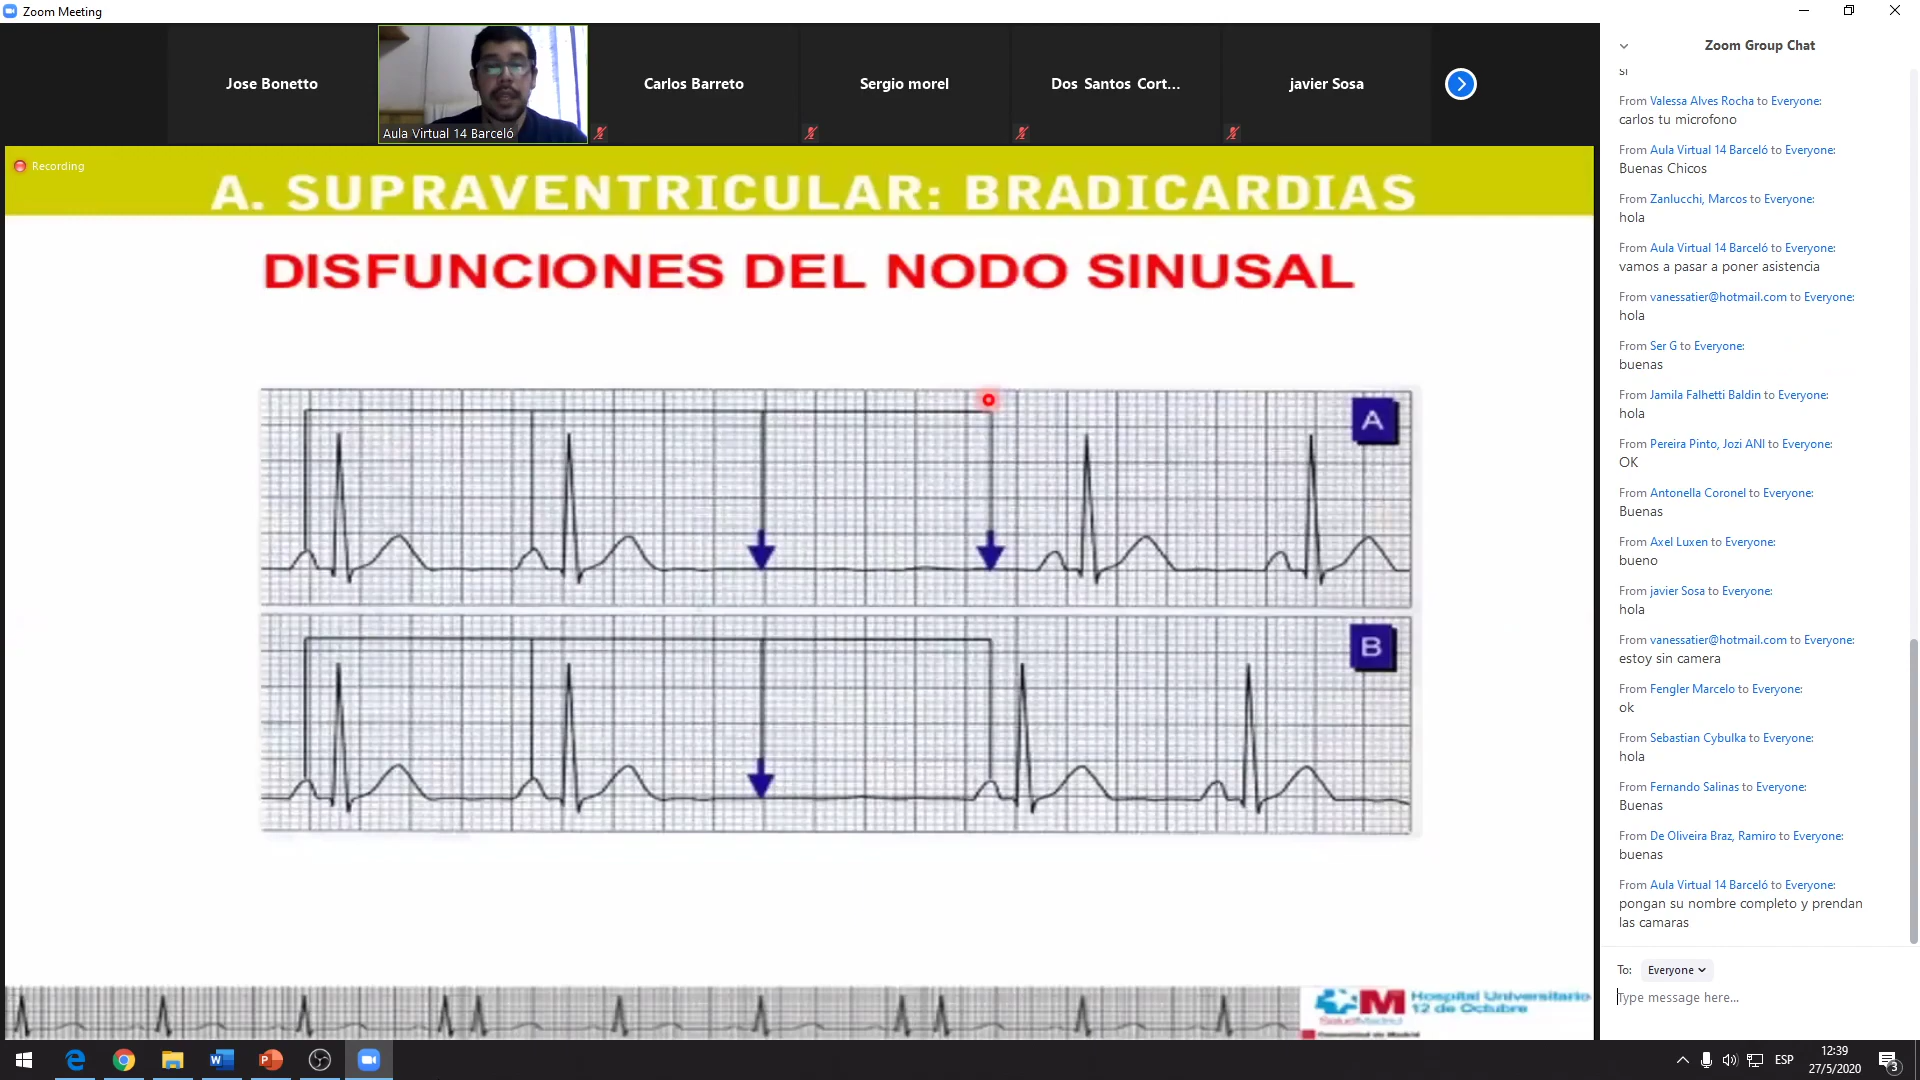 Zoom Meeting
Jose Bonetto
Aula Virtual 14 Barceló
Carlos Barreto
Sergio morel
Dos Santos Cort...
javier Sosa
Recording
A. SUPRAVENTRICULAR: BRADICARDIAS
DISFUNCIONES DEL NODO SINUSAL
A
B
Hospital Universitario
12 de Octubre
SaludMadrid
Comunidad de Madrid
Zoom Group Chat
si
From Valessa Alves Rocha to Everyone:
carlos tu microfono
From Aula Virtual 14 Barceló to Everyone:
Buenas Chicos
From Zanlucchi, Marcos to Everyone:
hola
From Aula Virtual 14 Barceló to Everyone:
vamos a pasar a poner asistencia
From vanessatier@hotmail.com to Everyone:
hola
From Ser G to Everyone:
buenas
From Jamila Falhetti Baldin to Everyone:
hola
From Pereira Pinto, Jozi ANI to Everyone:
OK
From Antonella Coronel to Everyone:
Buenas
From Axel Luxen to Everyone:
bueno
From javier Sosa to Everyone:
hola
From vanessatier@hotmail.com to Everyone:
estoy sin camera
From Fengler Marcelo to Everyone:
ok
From Sebastian Cybulka to Everyone:
hola
From Fernando Salinas to Everyone:
Buenas
From De Oliveira Braz, Ramiro to Everyone:
buenas
From Aula Virtual 14 Barceló to Everyone:
pongan su nombre completo y prendan
las camaras
To: Everyone
Type message here...
ESP
12:39
27/5/2020
3